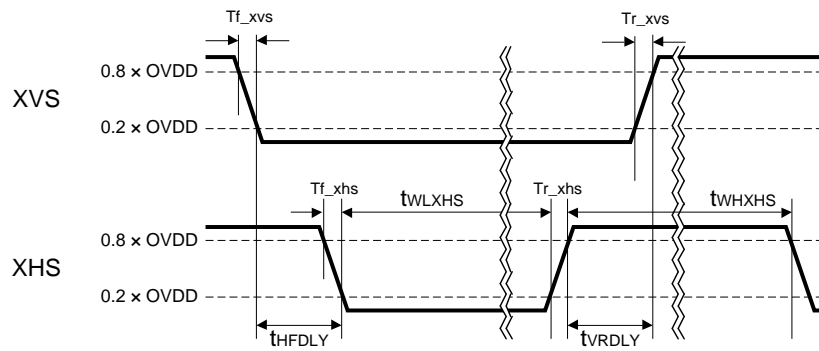 Tf_xvs
Tr_xvs
0.8 × OVDD
XVS
0.2 × OVDD
Tf_xhs
tWLXHS
Tr_xhs
tWHXHS
0.8 × OVDD
XHS
0.2 × OVDD
tHFDLY
tVRDLY